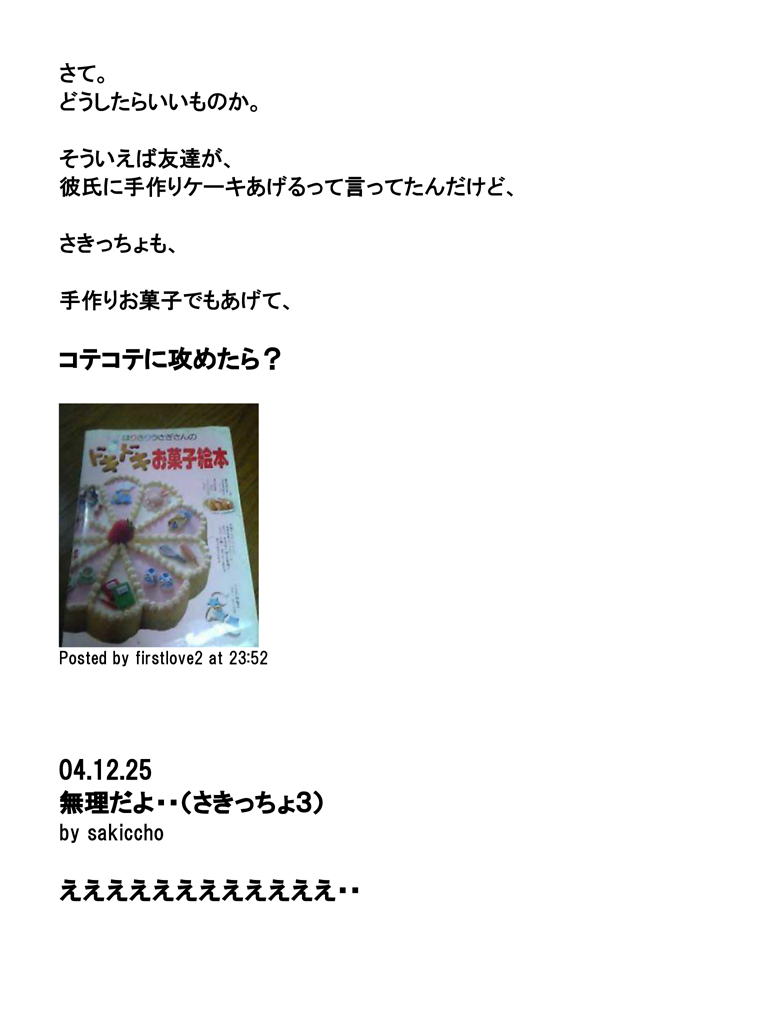 さて。
どうしたらいいものか。
そういえば友達が、
彼氏に手作りケーキあげるって言ってたんだけど、
さきっちょも、
手作りお菓子でもあげて、
コテコテに攻めたら？
はりきりうさぎさんの
ドキドキお菓子絵本
Posted by firstlove2 at 23:52
04.12.25
無理だよ・・（さきっちょ３）
by sakiccho
ええええええええええええ・・